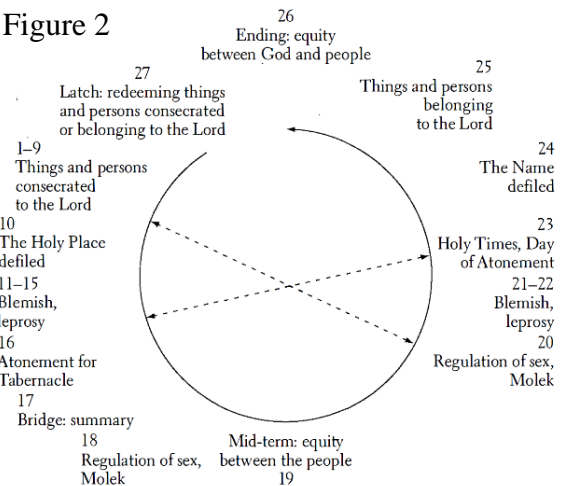 Figure 2
26
Ending: equity
between God and people
27
Latch: redeeming things
and persons consecrated
or belonging to the Lord
25
Things and persons
belonging
to the Lord
1–9
Things and persons
consecrated
to the Lord
24
The Name
defiled
10
The Holy Place
defiled
23
Holy Times, Day
of Atonement
11–15
Blemish,
leprosy
21–22
Blemish,
leprosy
16
Atonement for
Tabernacle
20
Regulation of sex,
Molek
17
Bridge: summary
18
Regulation of sex,
Molek
Mid-term: equity
between the people
19